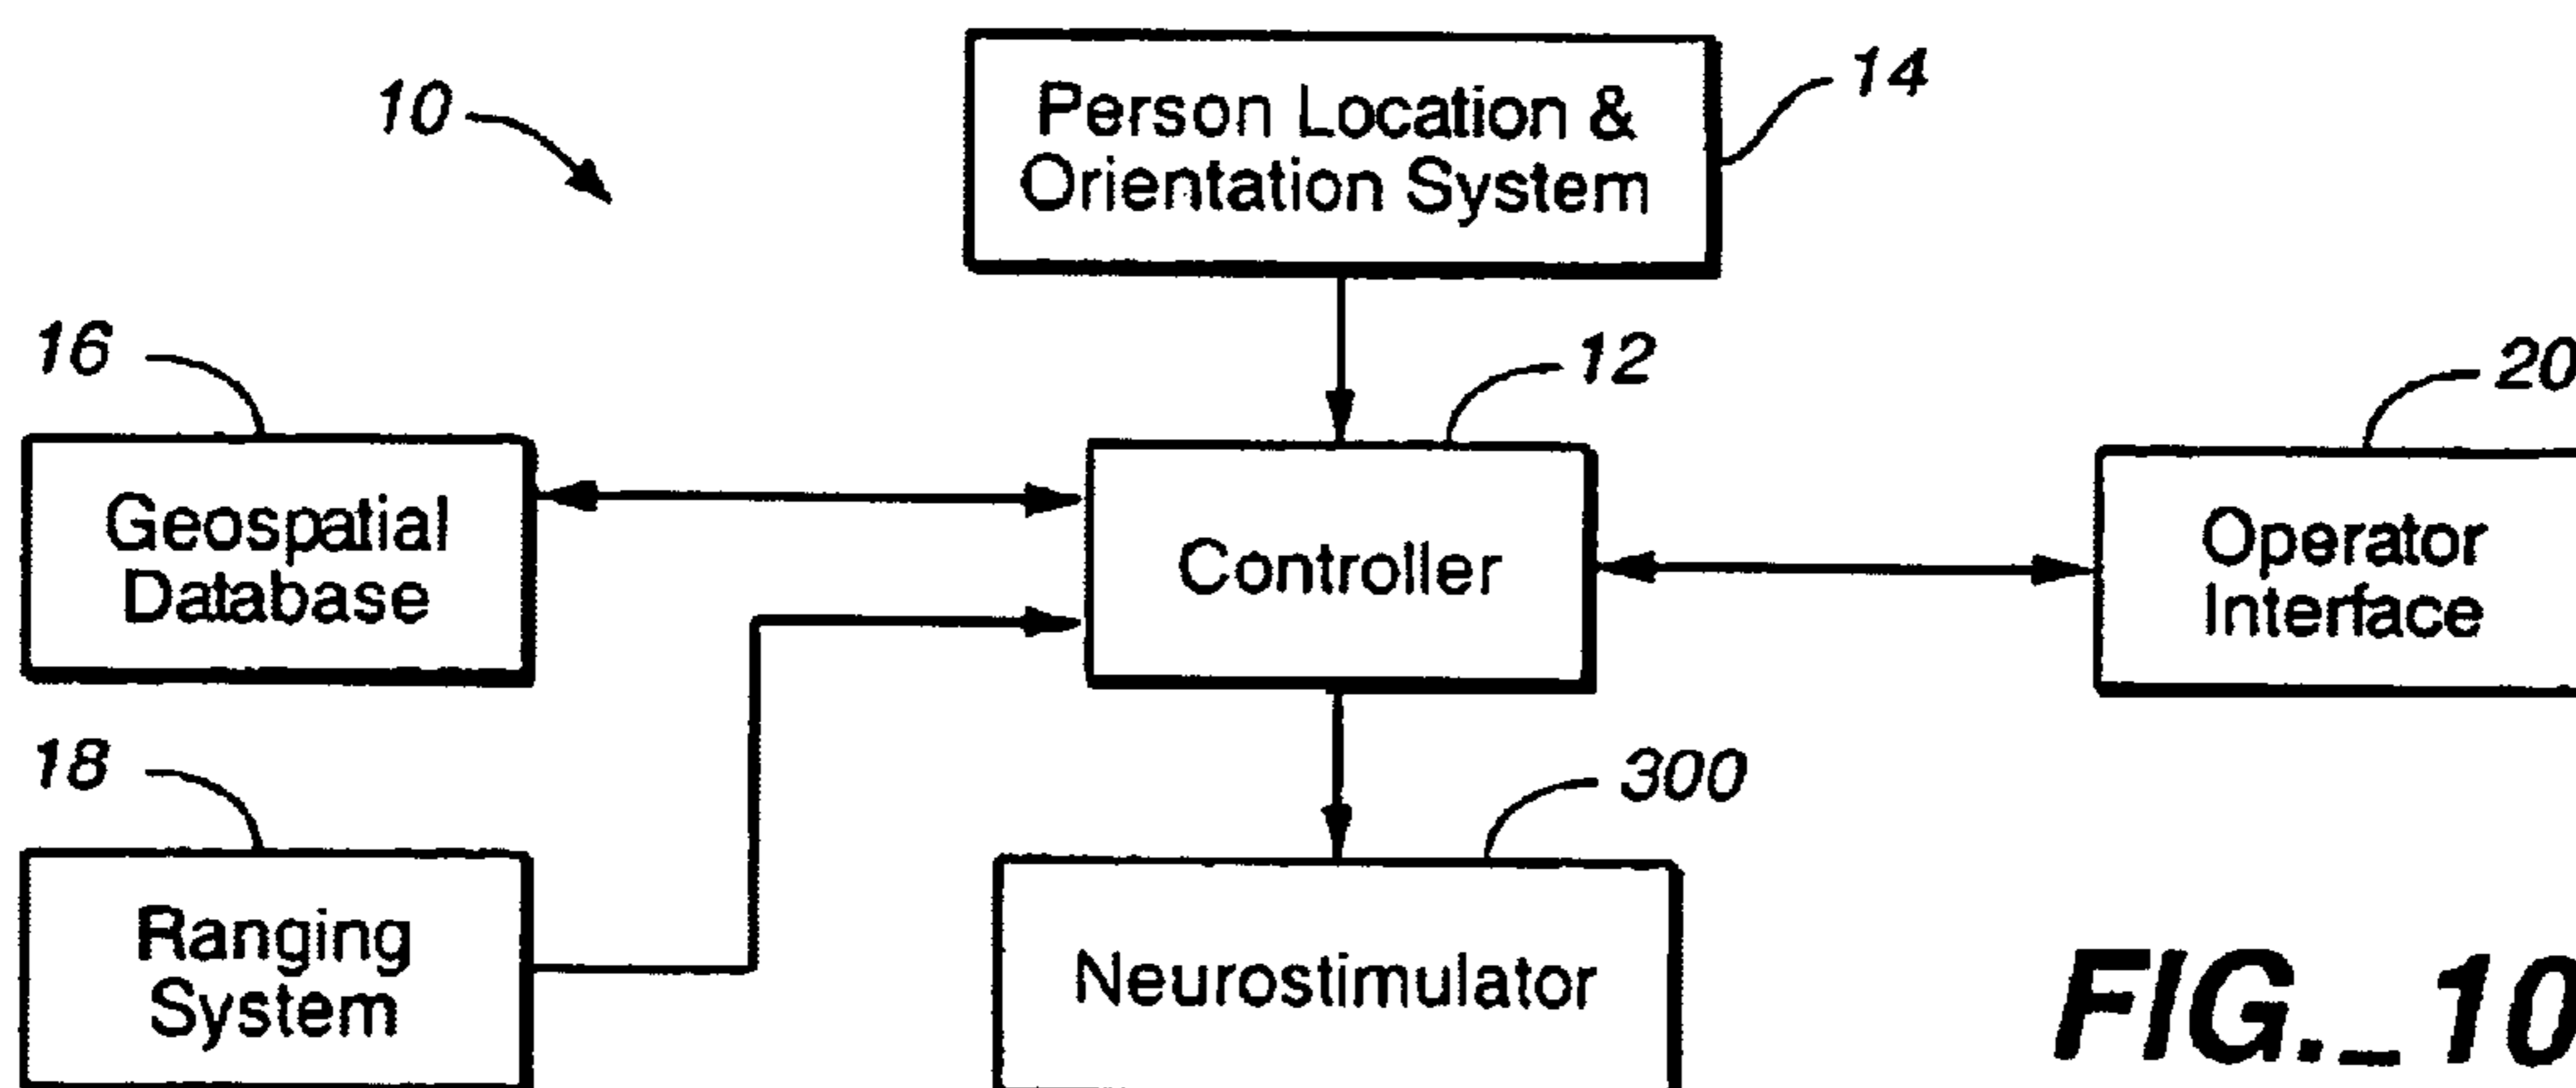 10
Person Location &
Orientation System
14
16
Geospatial
Database
12
Controller
20
Operator
Interface
18
Ranging
System
300
Neurostimulator
FIG._10